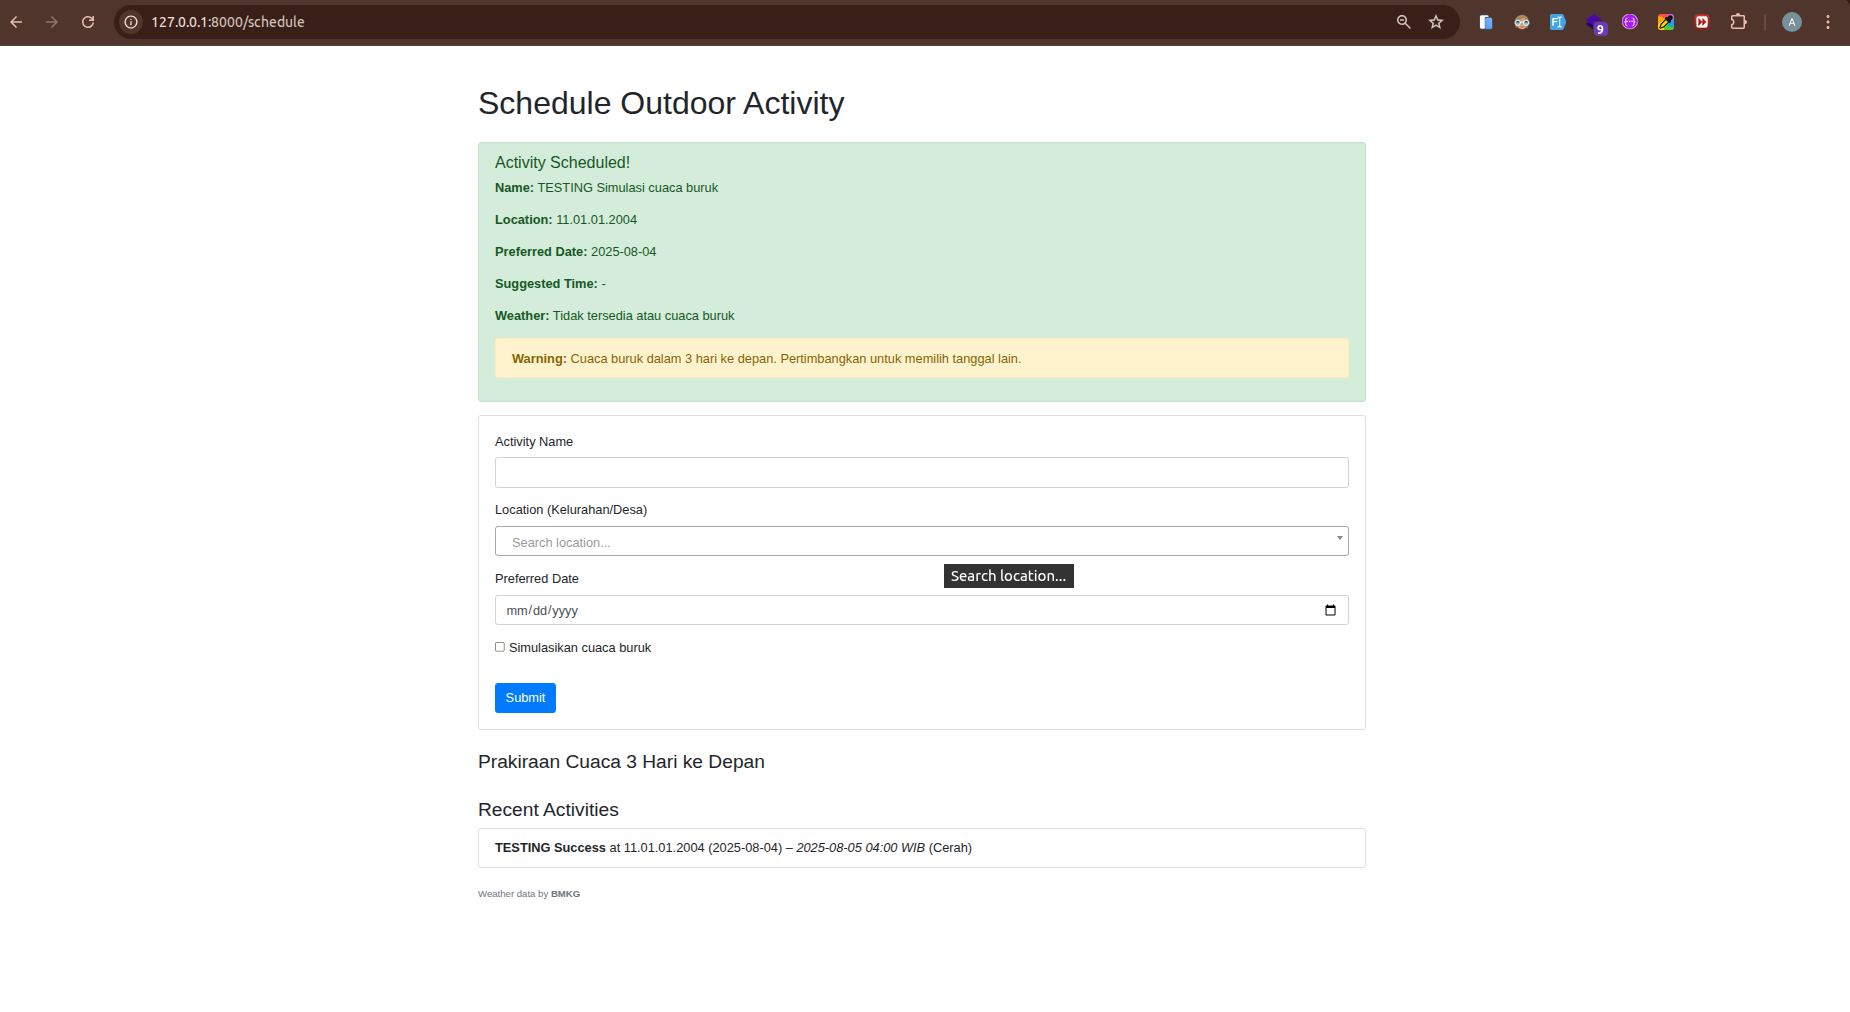 127.0.0.1:8000/schedule
9
A
Schedule Outdoor Activity
Activity Scheduled!
Name: TESTING Simulasi cuaca buruk
Location: 11.01.01.2004
Preferred Date: 2025-08-04
Suggested Time: -
Weather: Tidak tersedia atau cuaca buruk
Warning: Cuaca buruk dalam 3 hari ke depan. Pertimbangkan untuk memilih tanggal lain.
Activity Name
Location (Kelurahan/Desa)
Search location...
Search location...
Preferred Date
mm/dd/yyyy
Simulasikan cuaca buruk
Submit
Prakiraan Cuaca 3 Hari ke Depan
Recent Activities
TESTING Success at 11.01.01.2004 (2025-08-04) – 2025-08-05 04:00 WIB (Cerah)
Weather data by BMKG